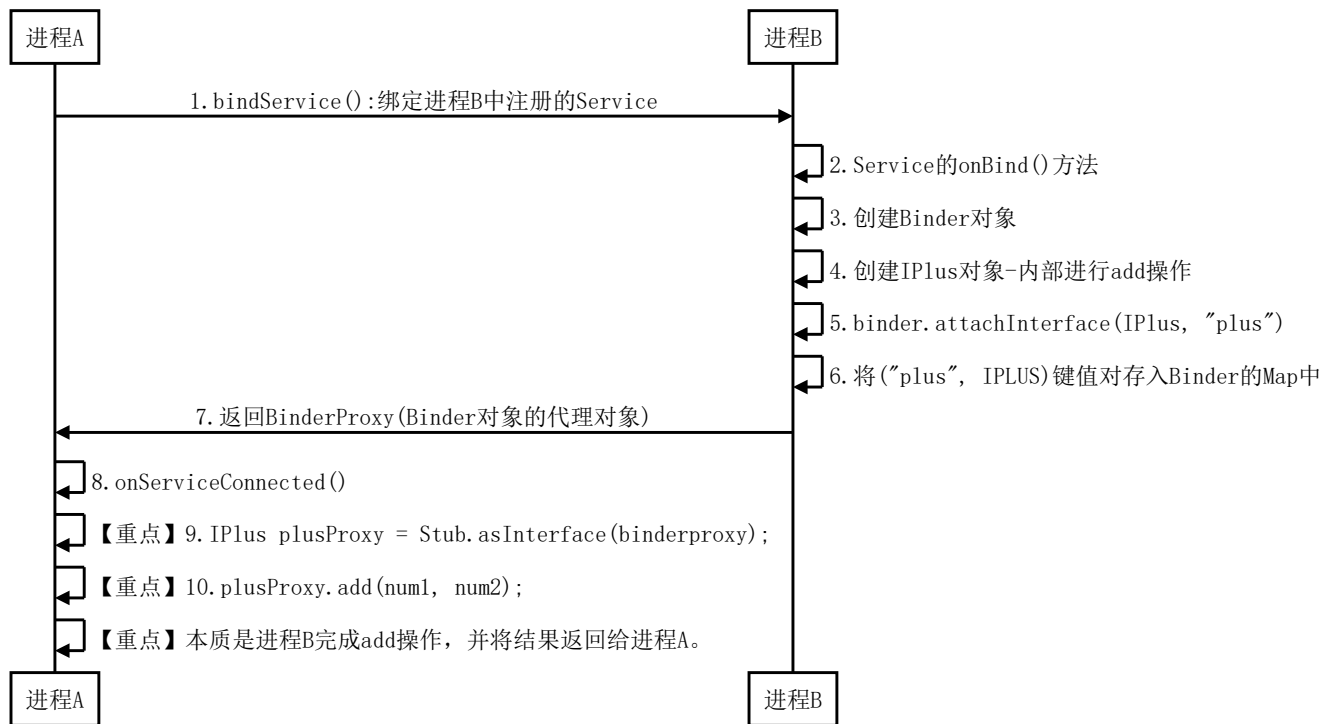 进程A
进程B
1.bindService():绑定进程B中注册的Service
2.Service的onBind()方法
3.创建Binder对象
4.创建IPlus对象-内部进行add操作
5.binder.attachInterface(IPlus, "plus")
6.将("plus", IPLUS)键值对存入Binder的Map中
7.返回BinderProxy(Binder对象的代理对象)
8.onServiceConnected()
【重点】9.IPlus plusProxy = Stub.asInterface(binderproxy);
【重点】10.plusProxy.add(num1, num2);
【重点】本质是进程B完成add操作，并将结果返回给进程A。
进程A
进程B